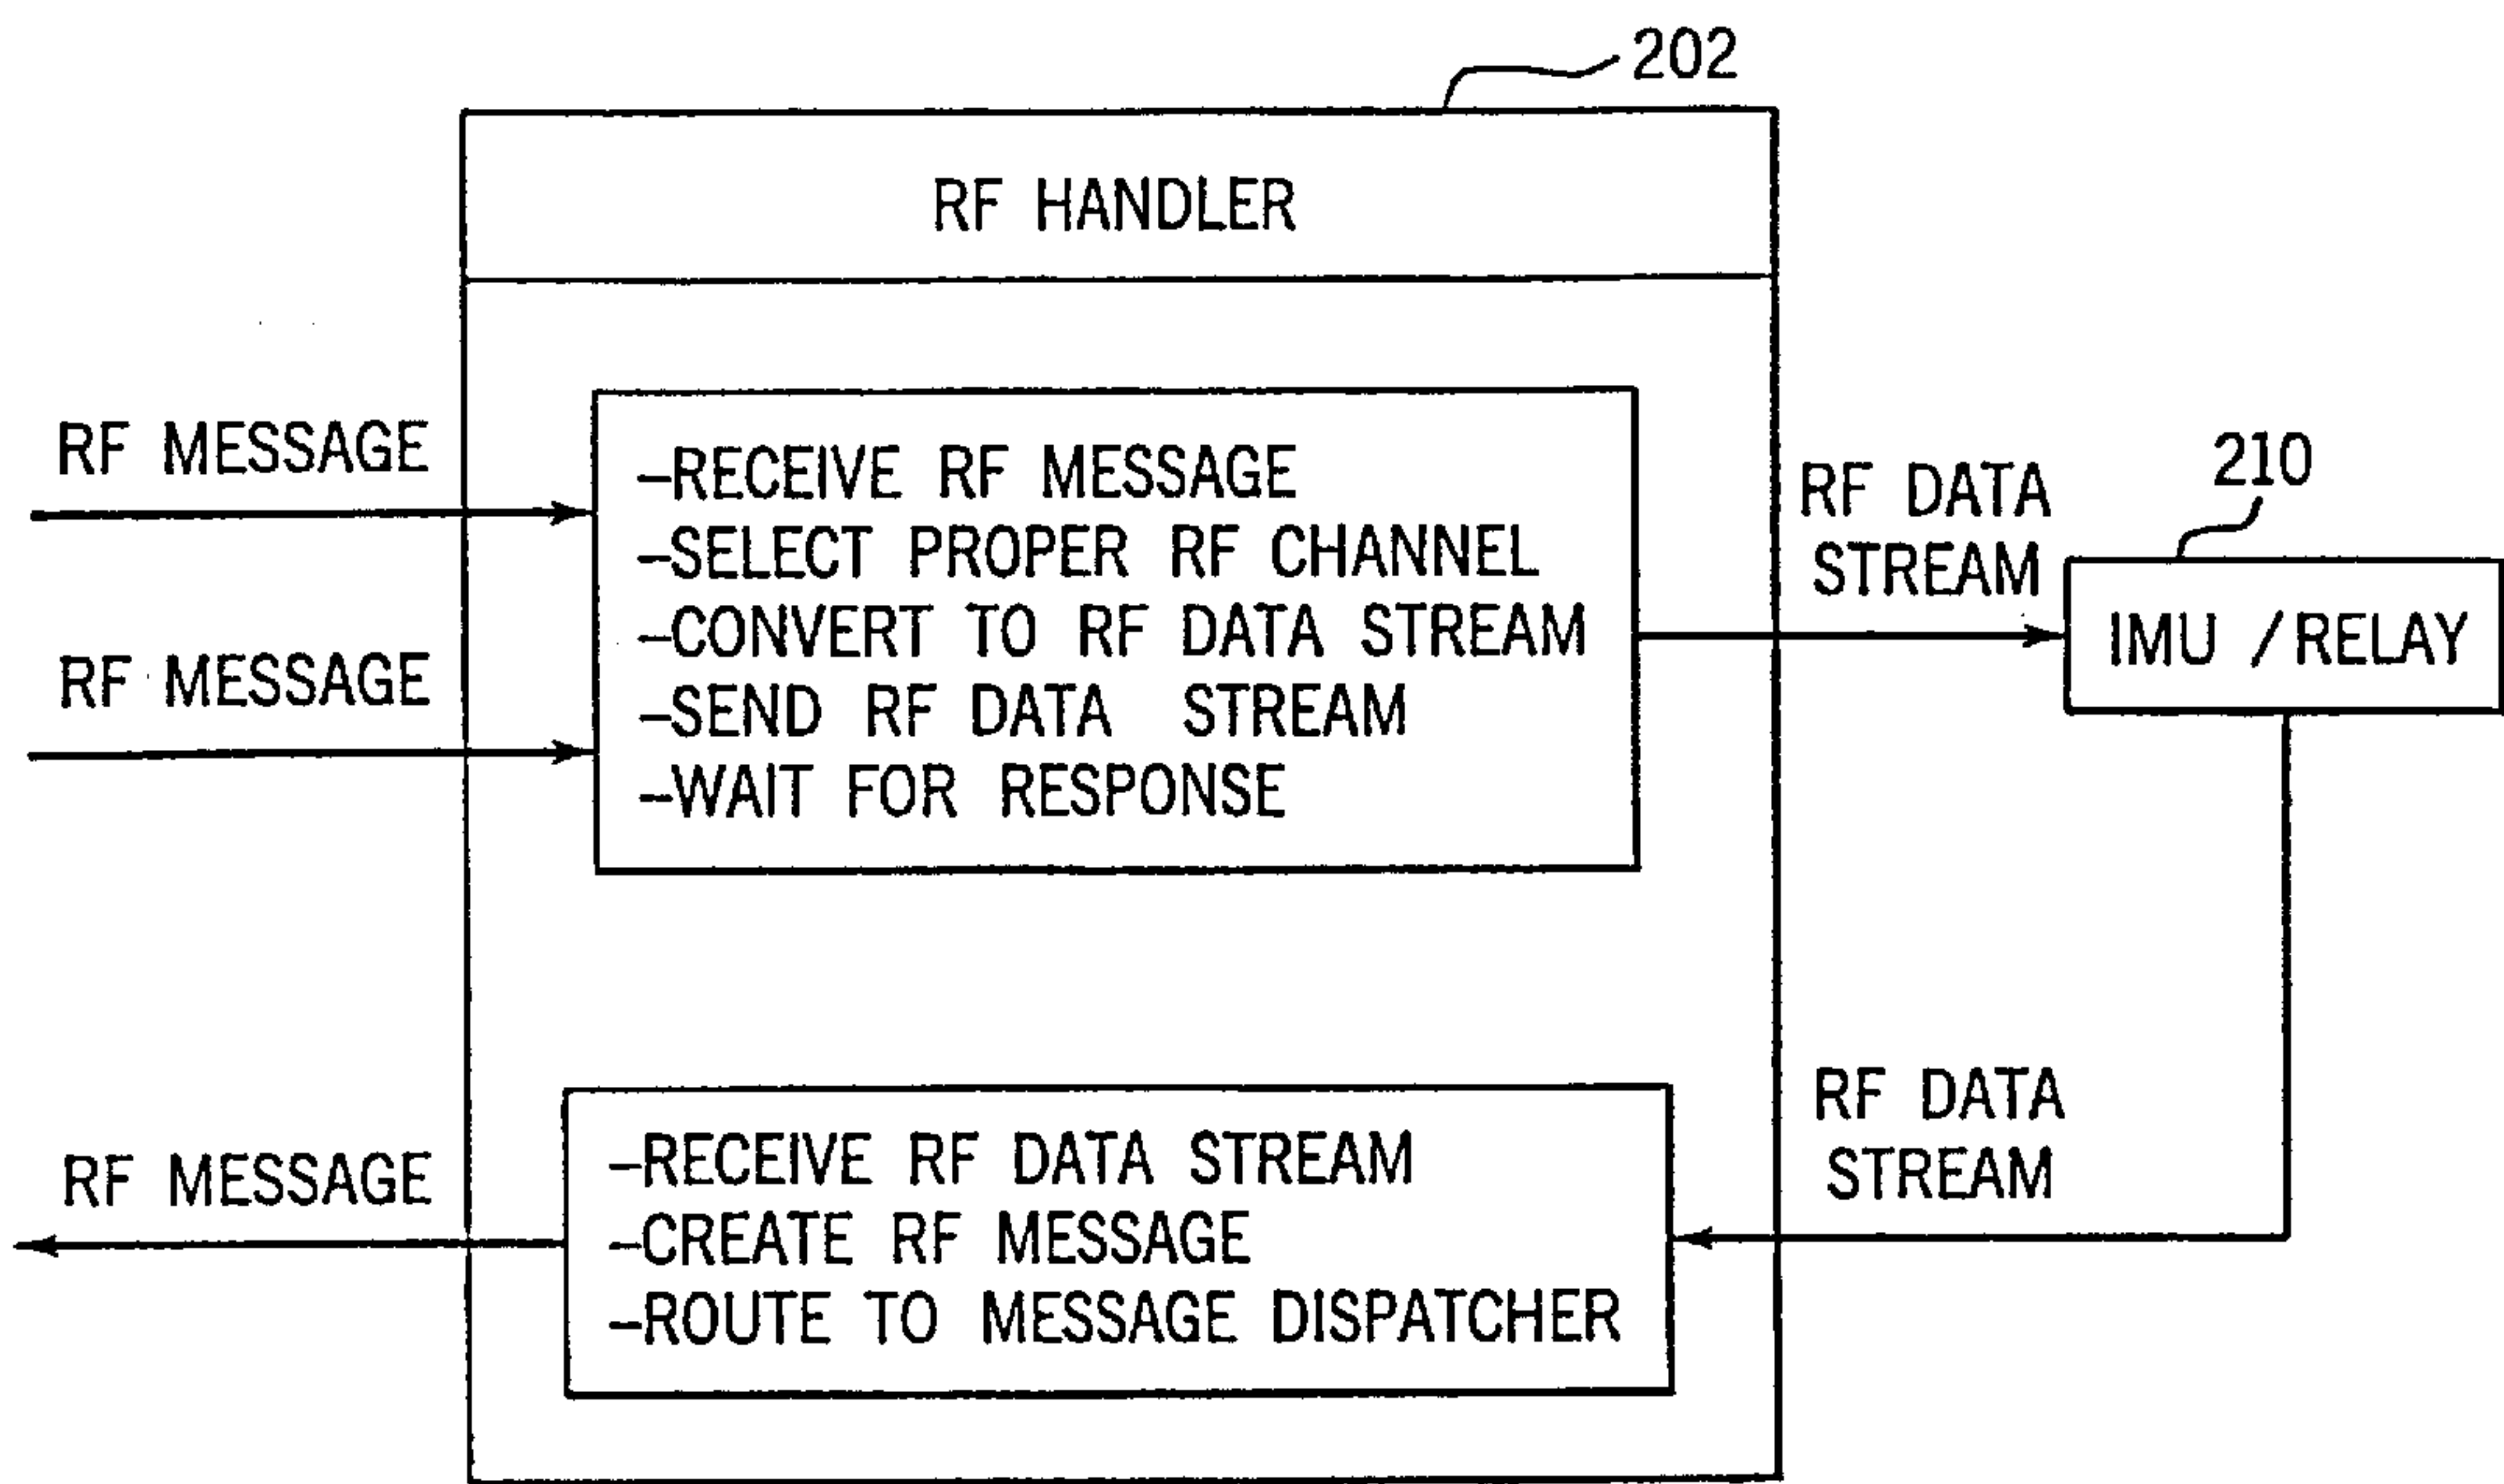 202
RF HANDLER
RF MESSAGE
RF MESSAGE
-RECEIVE RF MESSAGE
-SELECT PROPER RF CHANNEL
-CONVERT TO RF DATA STREAM
-SEND RF DATA STREAM
-WAIT FOR RESPONSE
RF DATA
STREAM
210
IMU / RELAY
RF DATA
STREAM
-RECEIVE RF DATA STREAM
-CREATE RF MESSAGE
-ROUTE TO MESSAGE DISPATCHER
RF MESSAGE